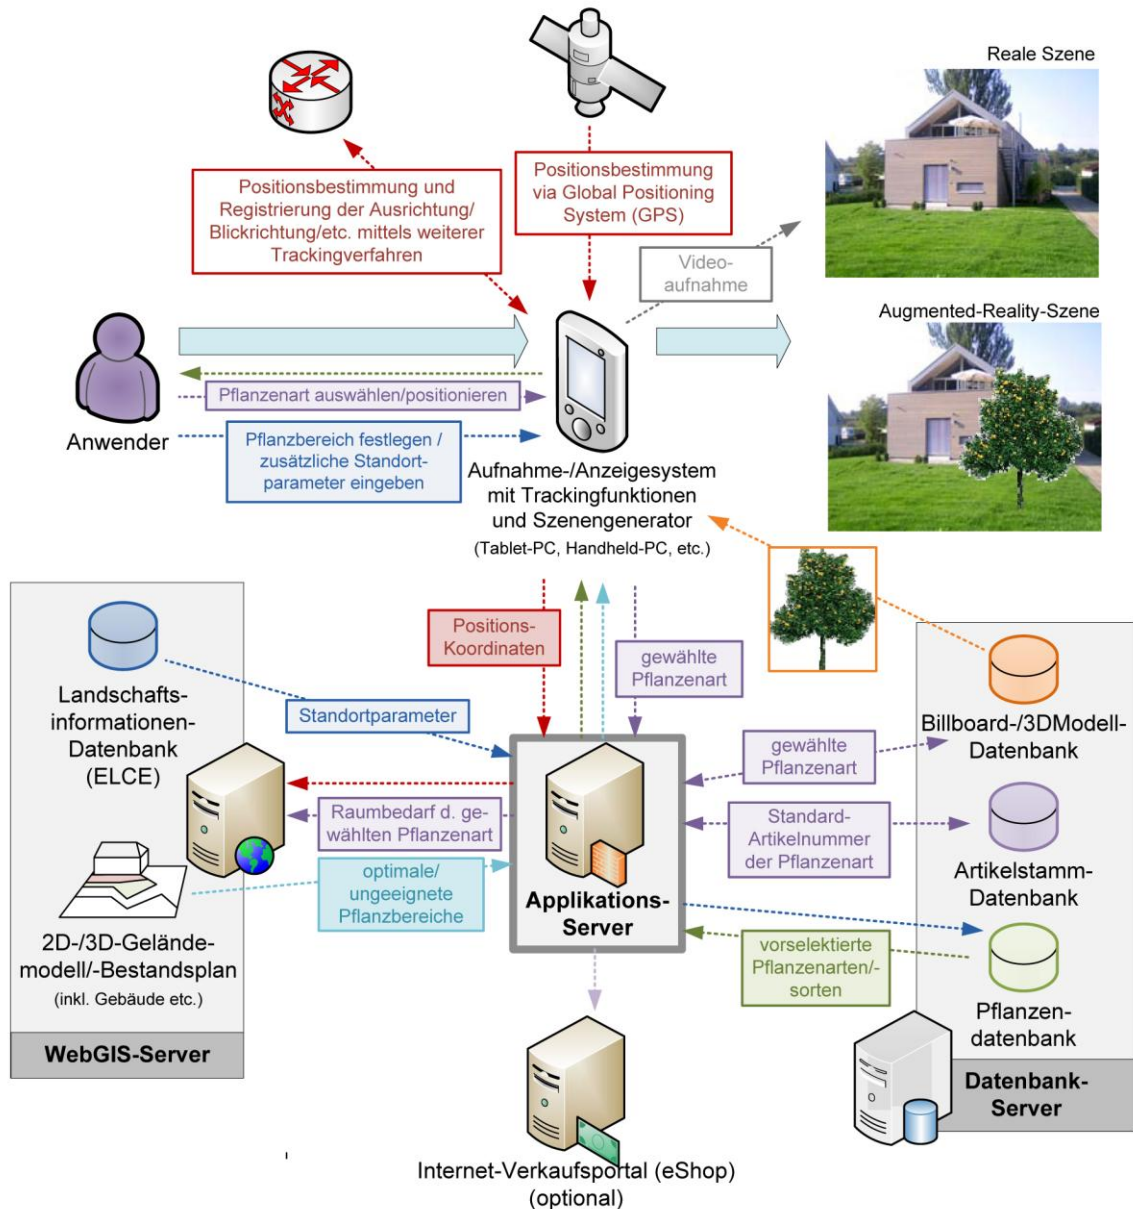 Reale Szene
Positionsbestimmung und
Registrierung der Ausrichtung/
Blickrichtung/etc. mittels weiterer
Trackingverfahren
Positionsbestimmung
via Global Positioning
System (GPS)
Video-
aufnahme
Augmented-Reality-Szene
Pflanzenart auswählen/positionieren
Anwender
Pflanzbereich festlegen /
zusätzliche Standort-
parameter eingeben
Aufnahme-/Anzeigesystem
mit Trackingfunktionen
und Szenengenerator
(Tablet-PC, Handheld-PC, etc.)
Positions-
Koordinaten
gewählte
Pflanzenart
Landschafts-
informationen-
Datenbank
(ELCE)
Standortparameter
gewählte
Pflanzenart
Billboard-/3DModell-
Datenbank
Raumbedarf d. ge-
wählten Pflanzenart
Standard-
Artikelnummer
der Pflanzenart
Artikelstamm-
Datenbank
optimale/
ungeeignete
Pflanzbereiche
Applikations-
Server
2D-/3D-Gelände-
modell/-Bestandsplan
(inkl. Gebäude etc.)
vorselektierte
Pflanzenarten/-
sorten
Pflanzen-
datenbank
WebGIS-Server
Datenbank-
Server
Internet-Verkaufsportal (eShop)
(optional)